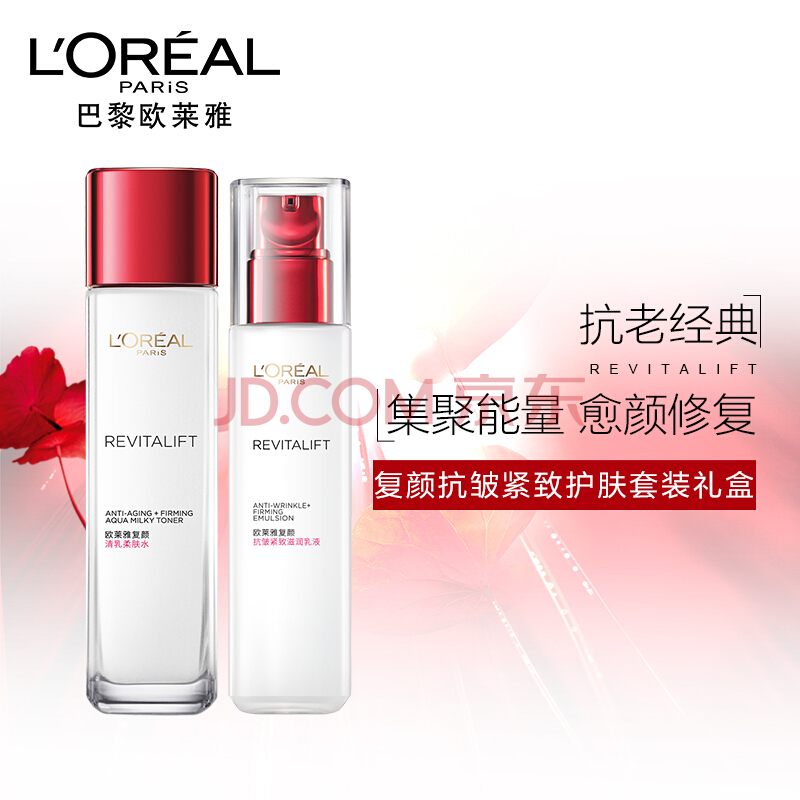 L'ORÉAL
PARIS
巴黎欧莱雅
L'ORÉAL
PARIS
REVITALIFT
ANTI-AGING + FIRMING
AQUA MILKY TONER
欧莱雅复颜
清乳柔肤水
L'ORÉAL
PARIS
REVITALIFT
ANTI-WRINKLE+
FIRMING
EMULSION
欧莱雅复颜
抗皱紧致滋润乳液
抗老经典
REVITALIFT
集聚能量 愈颜修复
复颜抗皱紧致护肤套装礼盒
JD.COM 京东